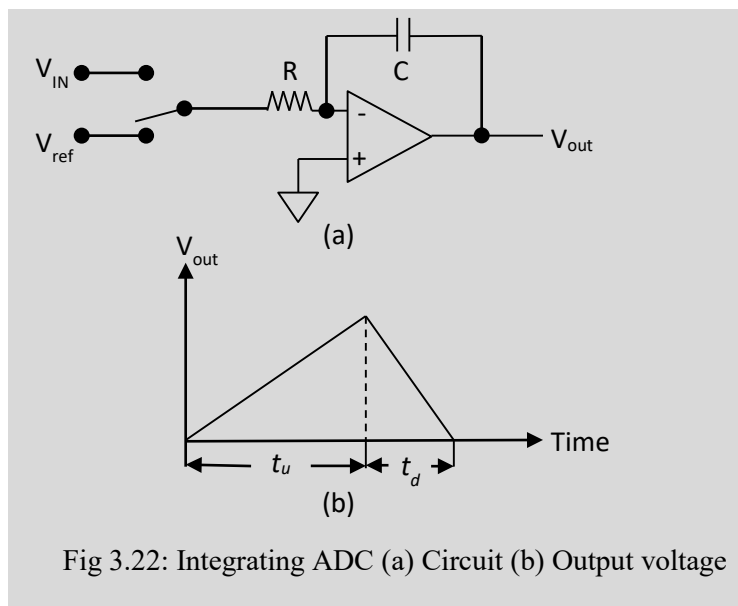 V_IN
R
C
V_ref
-
+
V_out
(a)
V_out
Time
t_u
t_d
(b)
Fig 3.22: Integrating ADC (a) Circuit (b) Output voltage